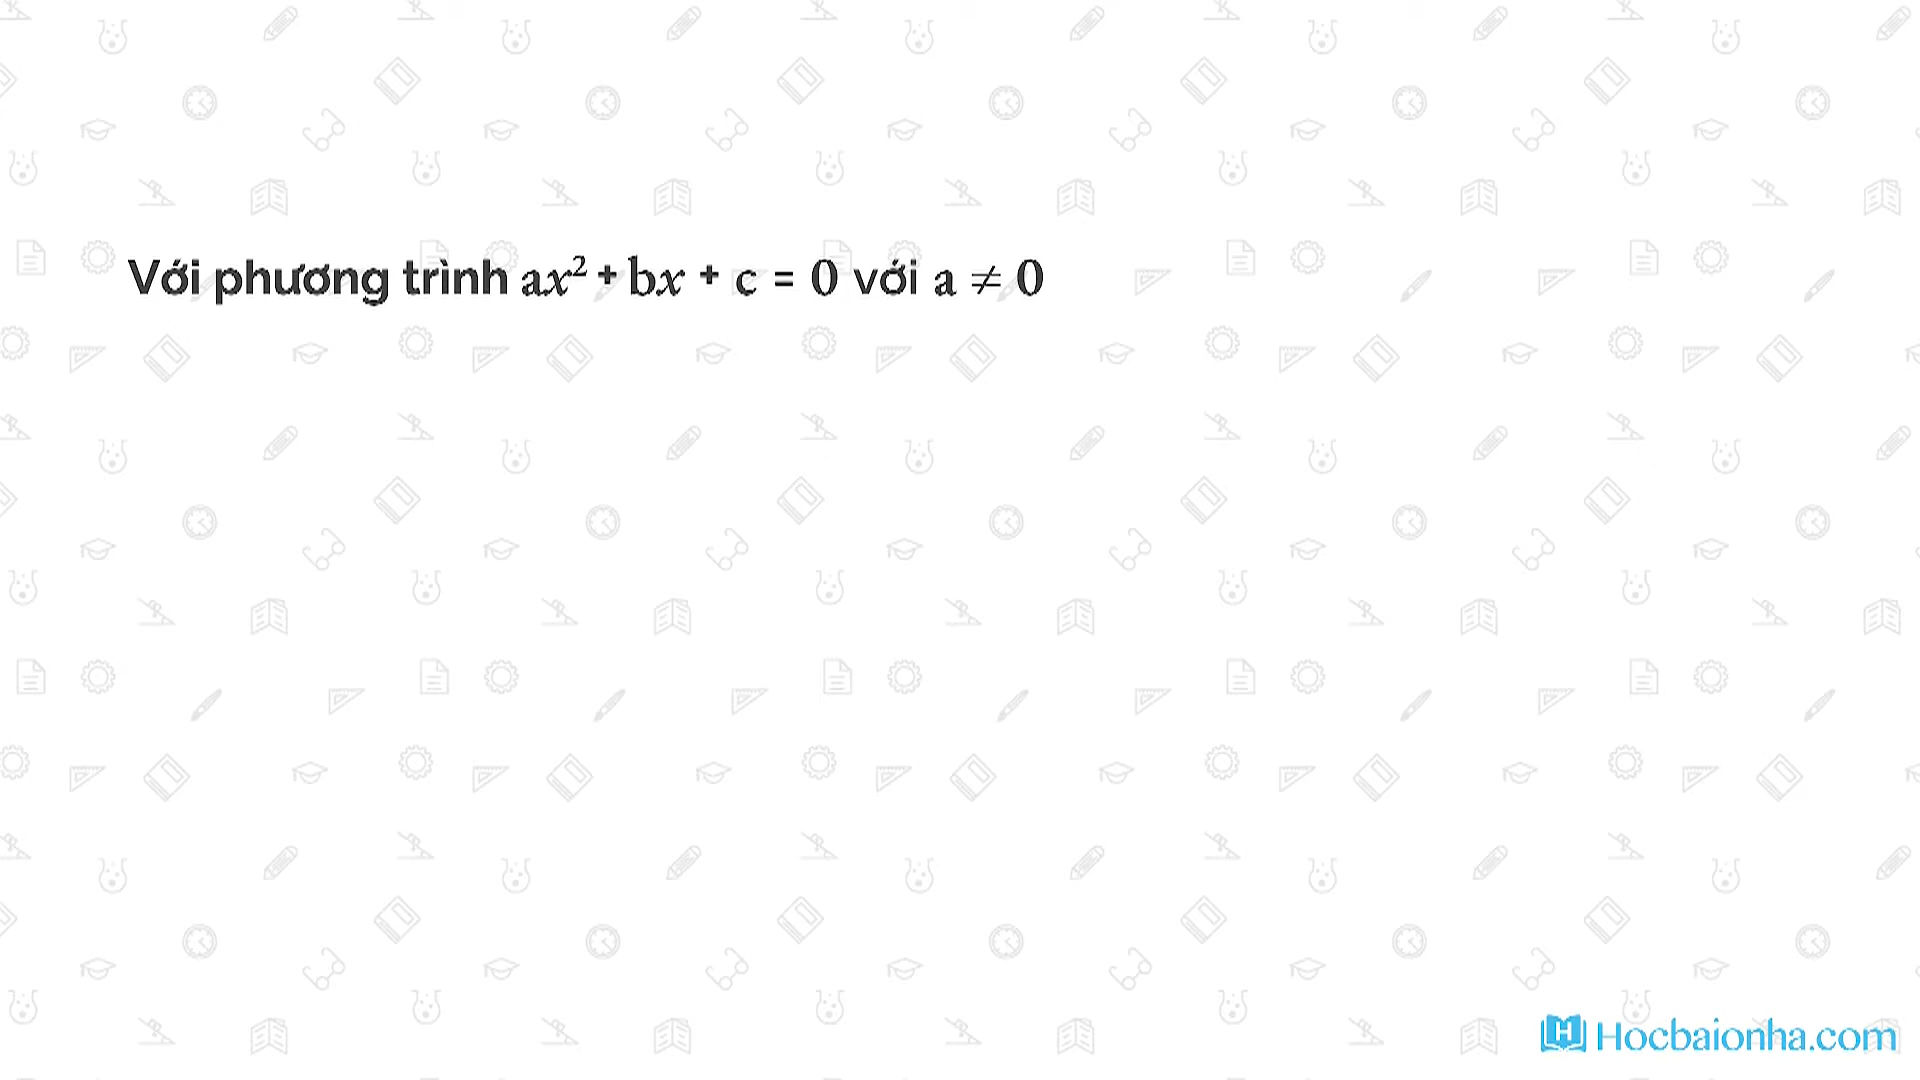 Với phương trình ax² + bx + c = 0 với a ≠ 0
Hocbaionha.com